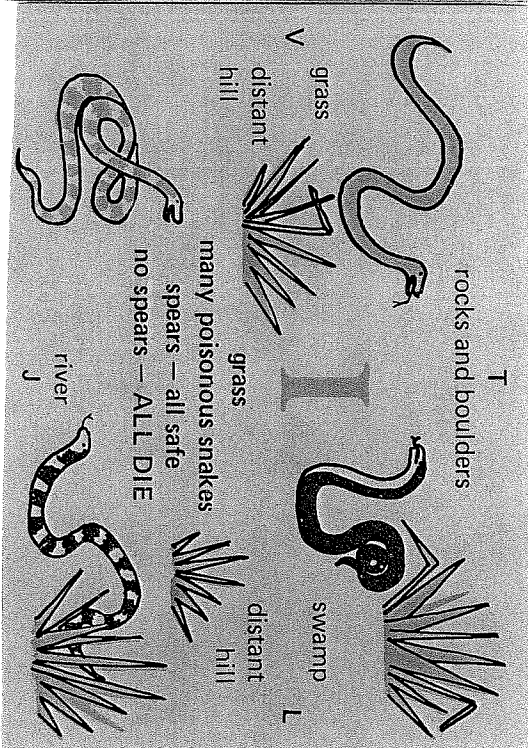 T
rocks and boulders
grass
V
distant
hill
I
swamp
L
distant
hill
grass
many poisonous snakes
spears — all safe
no spears — ALL DIE
river
J